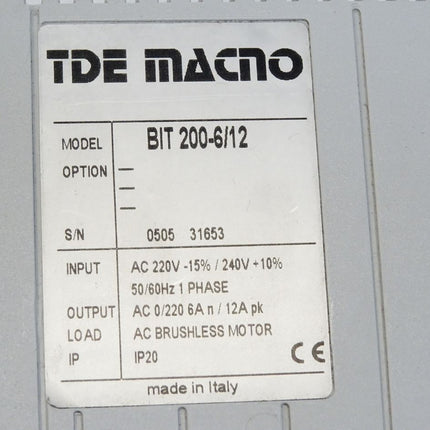 TDE MACNO
MODEL BIT 200-6/12
OPTION —
—
—
S/N 0505 31653
INPUT AC 220V -15% / 240V +10%
50/60Hz 1 PHASE
OUTPUT AC 0/220 6A n / 12A pk
LOAD AC BRUSHLESS MOTOR
IP IP20
CE
made in Italy